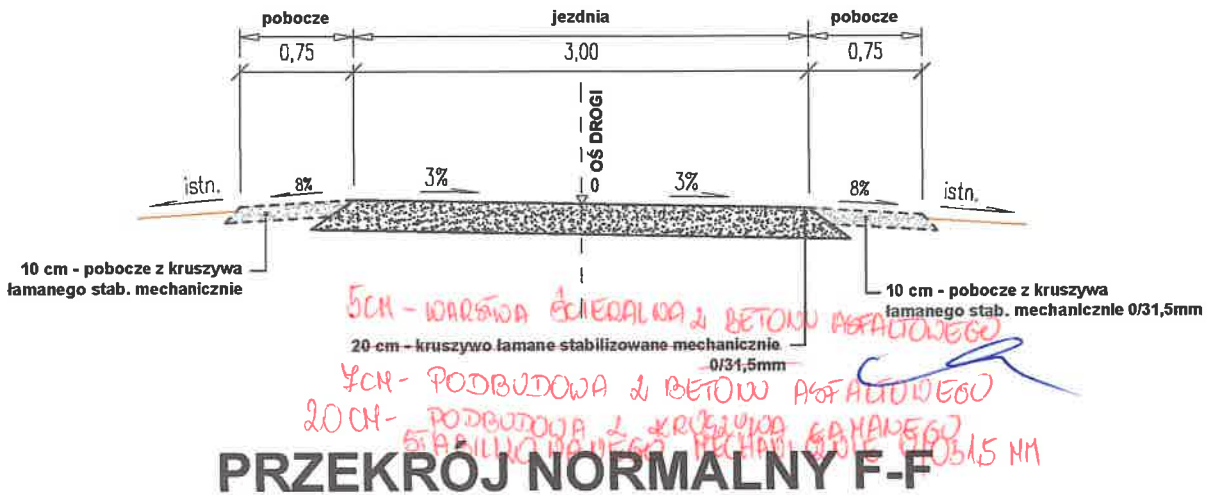 pobocze jezdnia pobocze
0,75 3,00 0,75
0 OŚ DROGI
istn. 8% 3% 3% 8% istn.
10 cm - pobocze z kruszywa
łamanego stab. mechanicznie
10 cm - pobocze z kruszywa
łamanego stab. mechanicznie 0/31,5mm
5CM - WARSTWA ŚCIERALNA Z BETONU ASFALTOWEGO
20 cm - kruszywo łamane stabilizowane mechanicznie
0/31,5mm
7CM - PODBUDOWA Z BETONU ASFALTOWEGO
20 CM - PODBUDOWA Z KRUSZYWA ŁAMANEGO
STABILIZOWANEGO MECHANICZNIE 0/031,5 MM
PRZEKRÓJ NORMALNY F-F